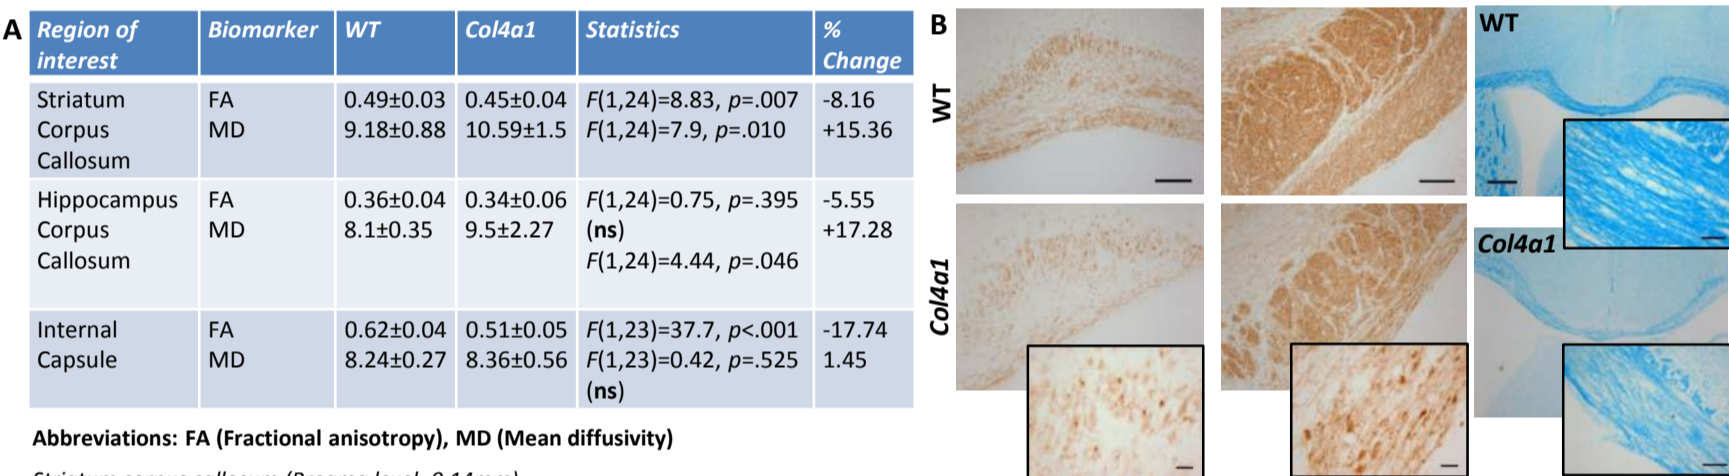 A
Region of interest Biomarker WT Col4a1 Statistics % Change
Striatum Corpus Callosum FA 0.49±0.03 0.45±0.04 F(1,24)=8.83, p=.007 -8.16
MD 9.18±0.88 10.59±1.5 F(1,24)=7.9, p=.010 +15.36
Hippocampus Corpus Callosum FA 0.36±0.04 0.34±0.06 F(1,24)=0.75, p=.395 (ns) -5.55
MD 8.1±0.35 9.5±2.27 F(1,24)=4.44, p=.046 +17.28
Internal Capsule FA 0.62±0.04 0.51±0.05 F(1,23)=37.7, p<.001 -17.74
MD 8.24±0.27 8.36±0.56 F(1,23)=0.42, p=.525 (ns) 1.45
Abbreviations: FA (Fractional anisotropy), MD (Mean diffusivity)
Striatum corpus callosum (Bregma level
B
WT
Col4a1
WT
Col4a1